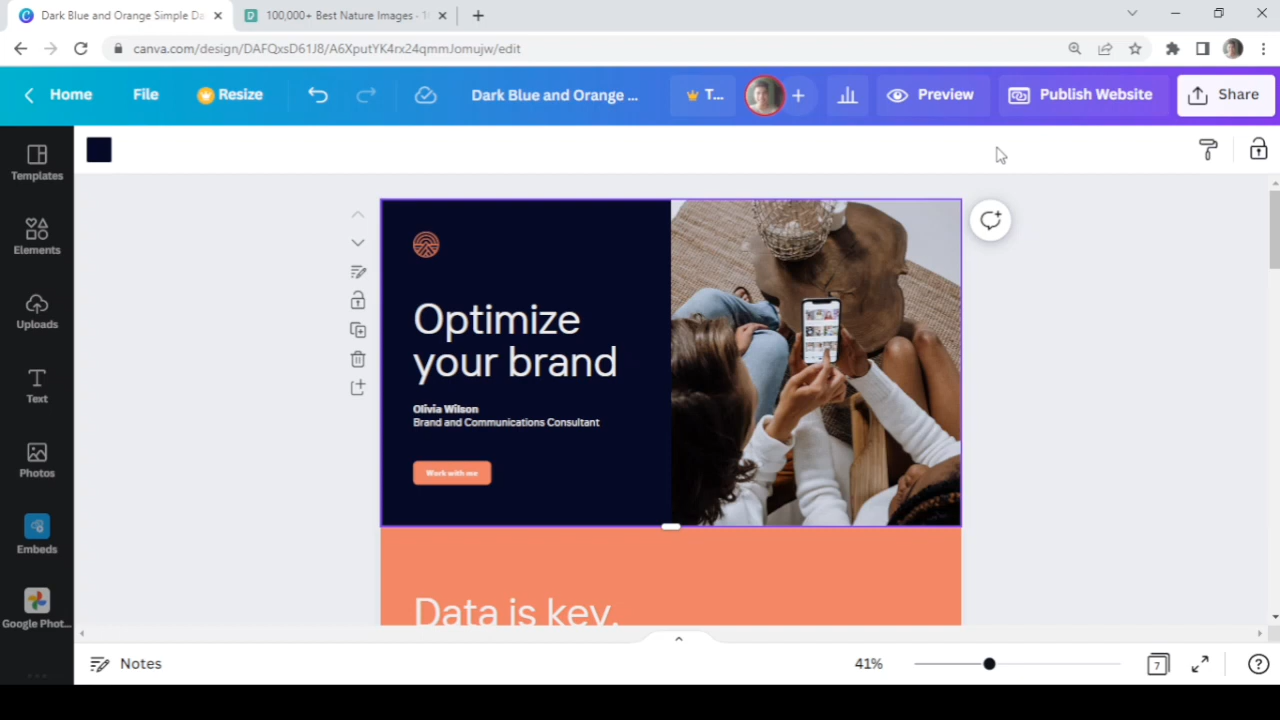 Dark Blue and Orange Simple Da
100,000+ Best Nature Images - 1
canva.com/design/DAFQxsD61J8/A6XputYK4rx24qmmJomujw/edit
Home
File
Resize
Dark Blue and Orange ...
T...
Preview
Publish Website
Share
Templates
Elements
Uploads
Text
Photos
Embeds
Google Phot...
Optimize
your brand
Olivia Wilson
Brand and Communications Consultant
Work with me
Data is key.
Notes
41%
7